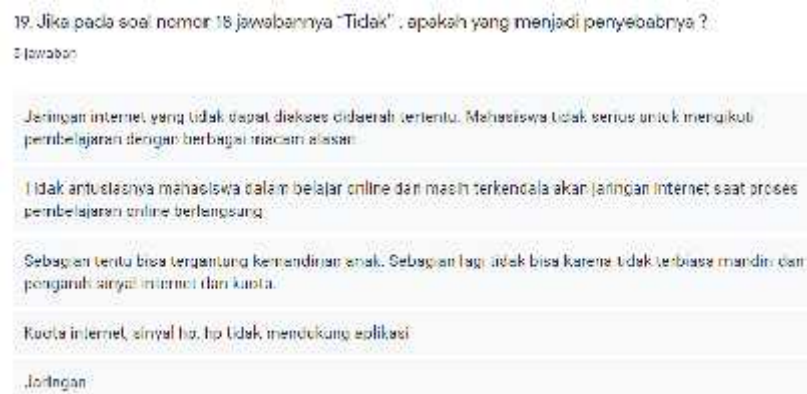 19. Jika pada soal nomor 18 jawabannya "Tidak" , apakah yang menjadi penyebabnya ?
5 jawaban
Jaringan internet yang tidak dapat diakses didaerah tertentu. Mahasiswa tidak serius untuk mengikuti
pembelajaran dengan berbagai macam alasan
Tidak antusiasnya mahasiswa dalam belajar online dan masih terkendala akan jaringan internet saat proses
pembelajaran online berlangsung
Sebagian tentu bisa tergantung kemandirian anak. Sebagian lagi tidak bisa karena tidak terbiasa mandiri dan
pengaruh sinyal internet dan kuota.
Kuota internet, sinyal hp, hp tidak mendukung aplikasi
Jaringan